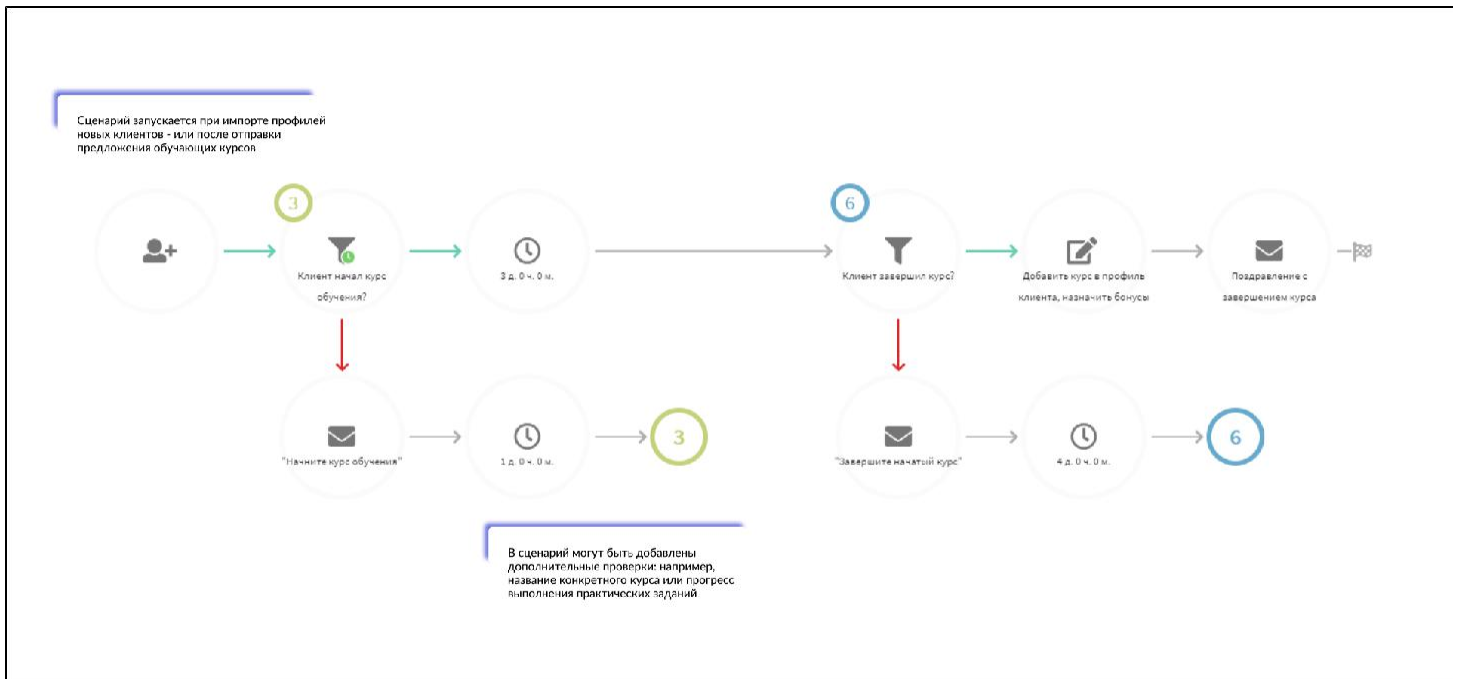 Сценарий запускается при импорте профилей
новых клиентов - или после отправки
предложения обучающих курсов
3
6
Клиент начал курс
обучения?
3 д. 0 ч. 0 м.
Клиент завершил курс?
Добавить курс в профиль
клиента, назначить бонусы
Поздравление с
завершением курса
3
6
"Начните курс обучения"
1 д. 0 ч. 0 м.
"Завершите начатый курс"
4 д. 0 ч. 0 м.
В сценарий могут быть добавлены
дополнительные проверки: например,
название конкретного курса или прогресс
выполнения практических заданий